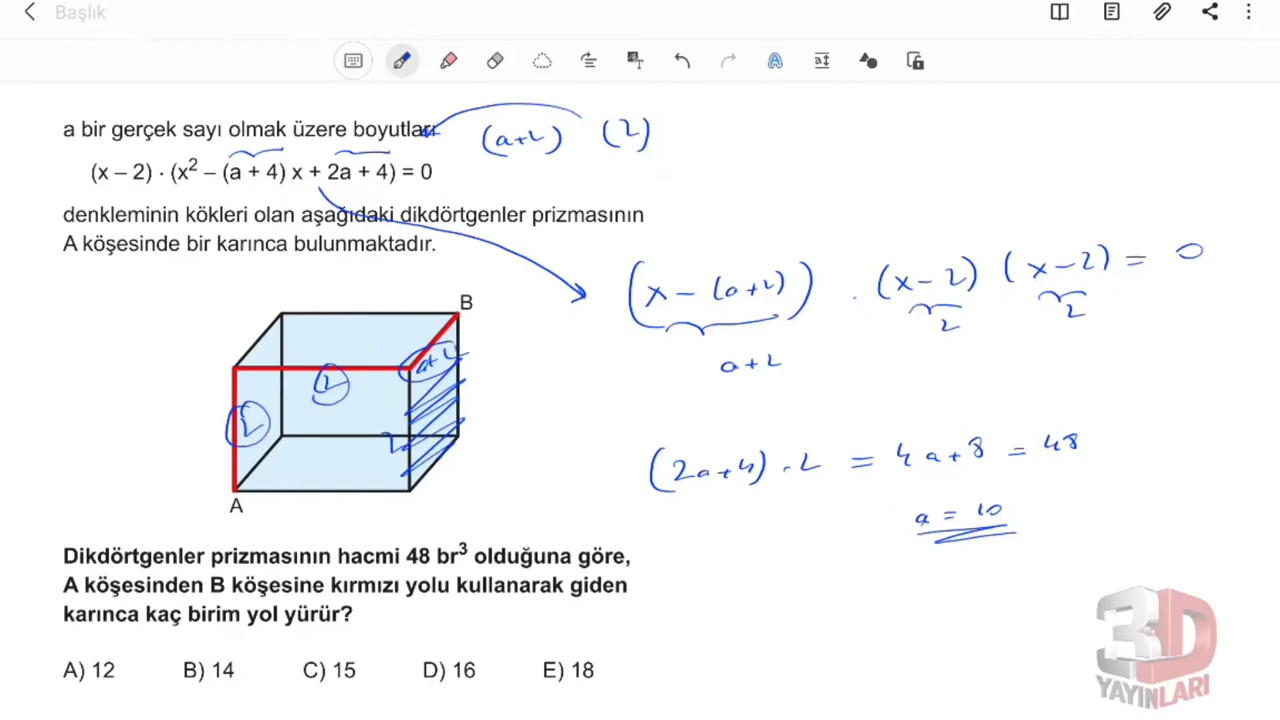 Başlık
a bir gerçek sayı olmak üzere boyutları
(a+2) (2)
(x – 2) · (x² – (a + 4) x + 2a + 4) = 0
denkleminin kökleri olan aşağıdaki dikdörtgenler prizmasının
A köşesinde bir karınca bulunmaktadır.
(x – (a+2)) · (x – 2) (x – 2) = 0
a+2 2 2
B
a+2
2
2
2
A
(2a+4) · 2 = 4a+8 = 48
a = 10
Dikdörtgenler prizmasının hacmi 48 br³ olduğuna göre,
A köşesinden B köşesine kırmızı yolu kullanarak giden
karınca kaç birim yol yürür?
A) 12 B) 14 C) 15 D) 16 E) 18
3D
YAYINLARI